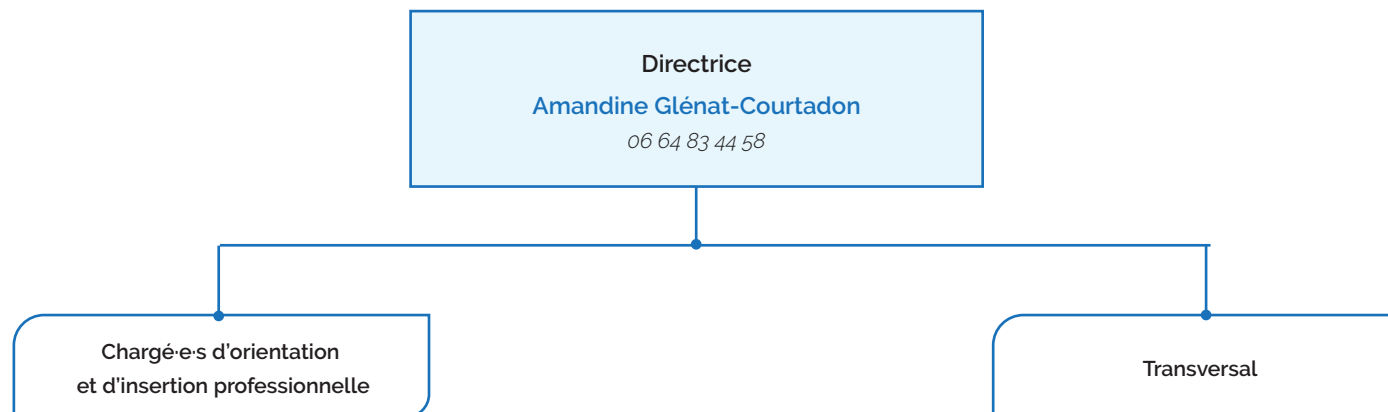 Directrice
Amandine Glénat-Courtadon
06 64 83 44 58
Chargé·e·s d'orientation
et d'insertion professionnelle
Transversal